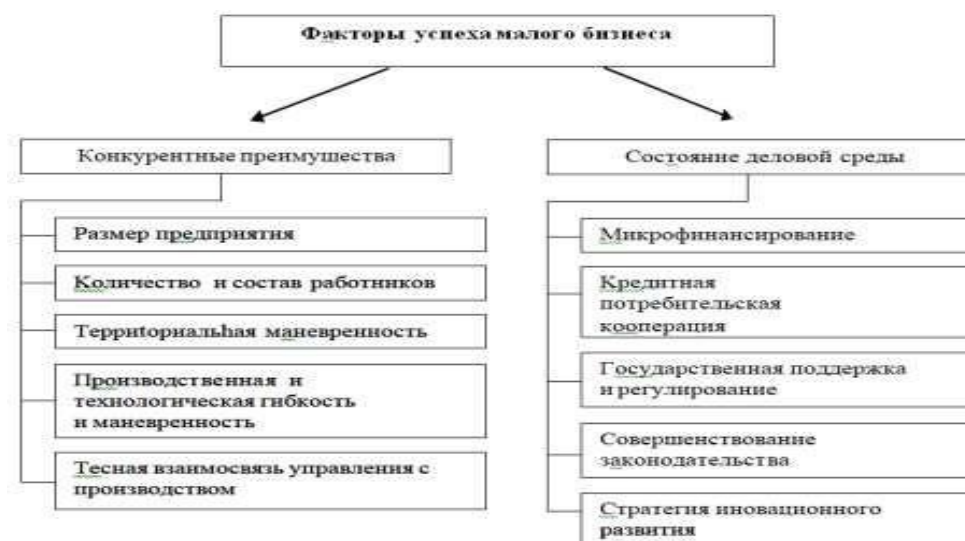 Факторы успеха малого бизнеса
Конкурентные преимущества
Размер предприятия
Количество и состав работников
Территориальhая маневренность
Производственная и
технологическая гибкость
и маневренность
Тесная взаимосвязь управления с
производством
Состояние деловой среды
Микрофинансирование
Кредитная
потребительская
кооперация
Государственная поддержка
и регулирование
Совершенствование
законодательства
Стратегия иновационного
развития